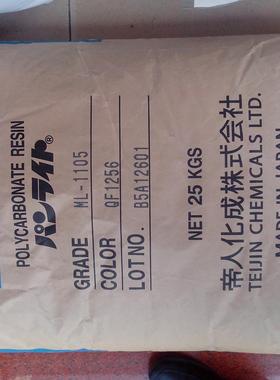 POLYCARBONATE RESIN
パンライト®
GRADE ML-1105
COLOR QF1256
LOT NO. B5A12601
NET 25 KGS
帝人化成株式会社
TEIJIN CHEMICALS LTD.
MADE IN JAPAN